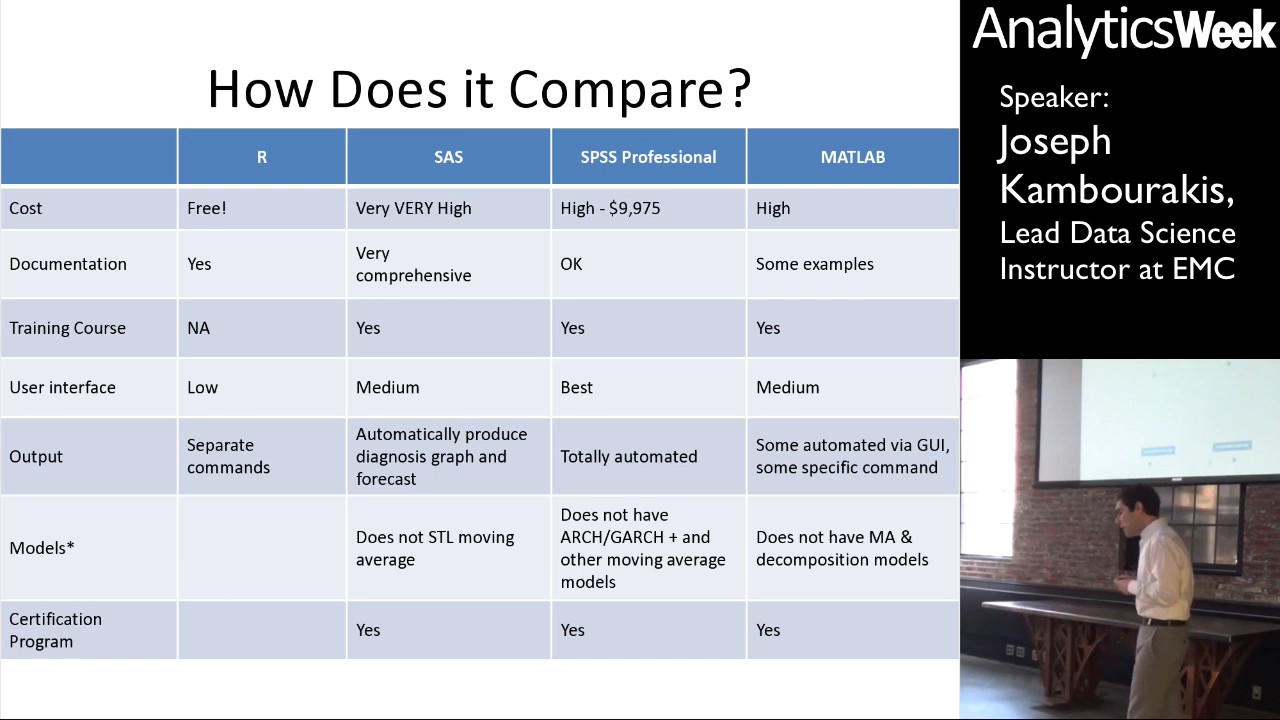 How Does it Compare?
R SAS SPSS Professional MATLAB
Cost Free! Very VERY High High - $9,975 High
Documentation Yes Very
comprehensive OK Some examples
Training Course NA Yes Yes Yes
User interface Low Medium Best Medium
Output Separate
commands Automatically produce
diagnosis graph and
forecast Totally automated Some automated via GUI,
some specific command
Models* Does not STL moving
average Does not have
ARCH/GARCH + and
other moving average
models Does not have MA &
decomposition models
Certification
Program Yes Yes Yes
AnalyticsWeek
Speaker:
Joseph
Kambourakis,
Lead Data Science
Instructor at EMC